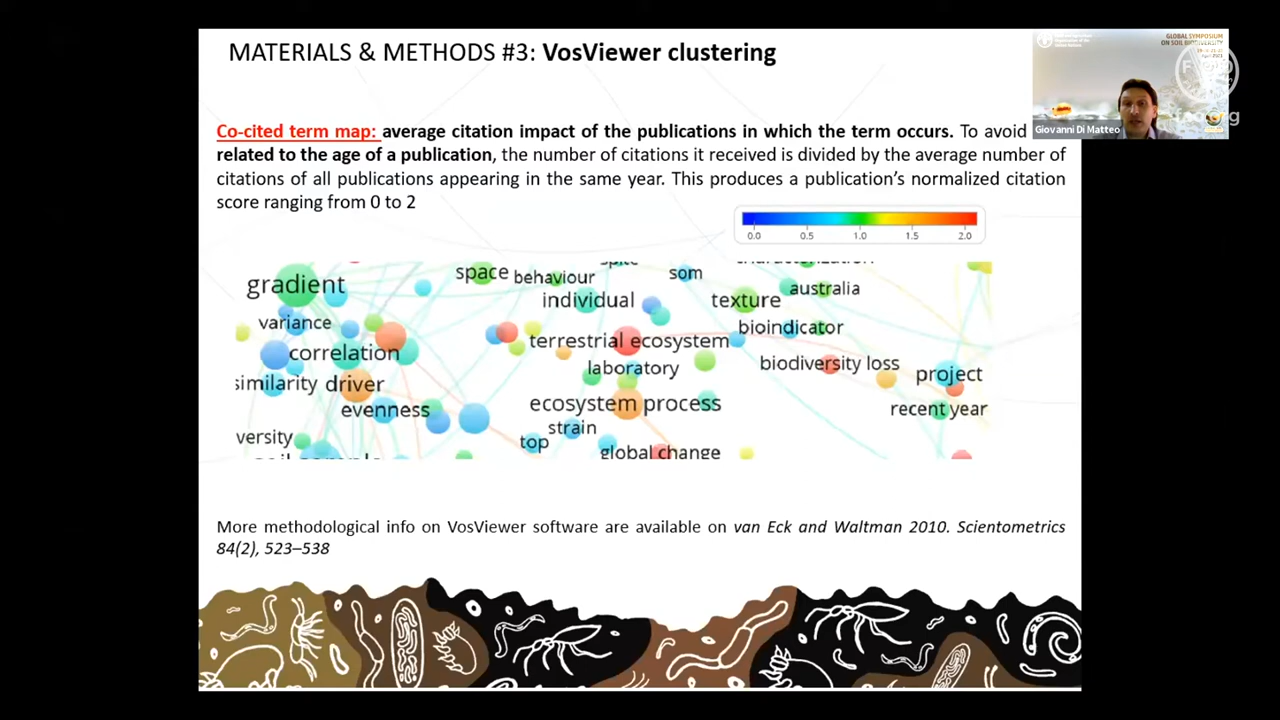 MATERIALS & METHODS #3: VosViewer clustering
GLOBAL SYMPOSIUM
ON SOIL BIODIVERSITY
Giovanni Di Matteo
Co-cited term map: average citation impact of the publications in which the term occurs. To avoid
related to the age of a publication, the number of citations it received is divided by the average number of
citations of all publications appearing in the same year. This produces a publication's normalized citation
score ranging from 0 to 2
0.0 0.5 1.0 1.5 2.0
gradient
space
behaviour
som
individual
texture
australia
variance
bioindicator
terrestrial ecosystem
correlation
laboratory
biodiversity loss
project
similarity
driver
evenness
ecosystem process
recent year
strain
versity
top
global change
More methodological info on VosViewer software are available on van Eck and Waltman 2010. Scientometrics
84(2), 523–538